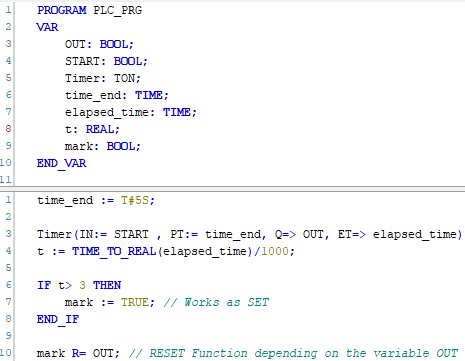 1 PROGRAM PLC_PRG
2 VAR
3 OUT: BOOL;
4 START: BOOL;
5 Timer: TON;
6 time_end: TIME;
7 elapsed_time: TIME;
8 t: REAL;
9 mark: BOOL;
10 END_VAR
11
1 time_end := T#5S;
2
3 Timer(IN:= START , PT:= time_end, Q=> OUT, ET=> elapsed_time)
4 t := TIME_TO_REAL(elapsed_time)/1000;
5
6 IF t> 3 THEN
7 mark := TRUE; // Works as SET
8 END_IF
9
10 mark R= OUT; // RESET Function depending on the variable OUT